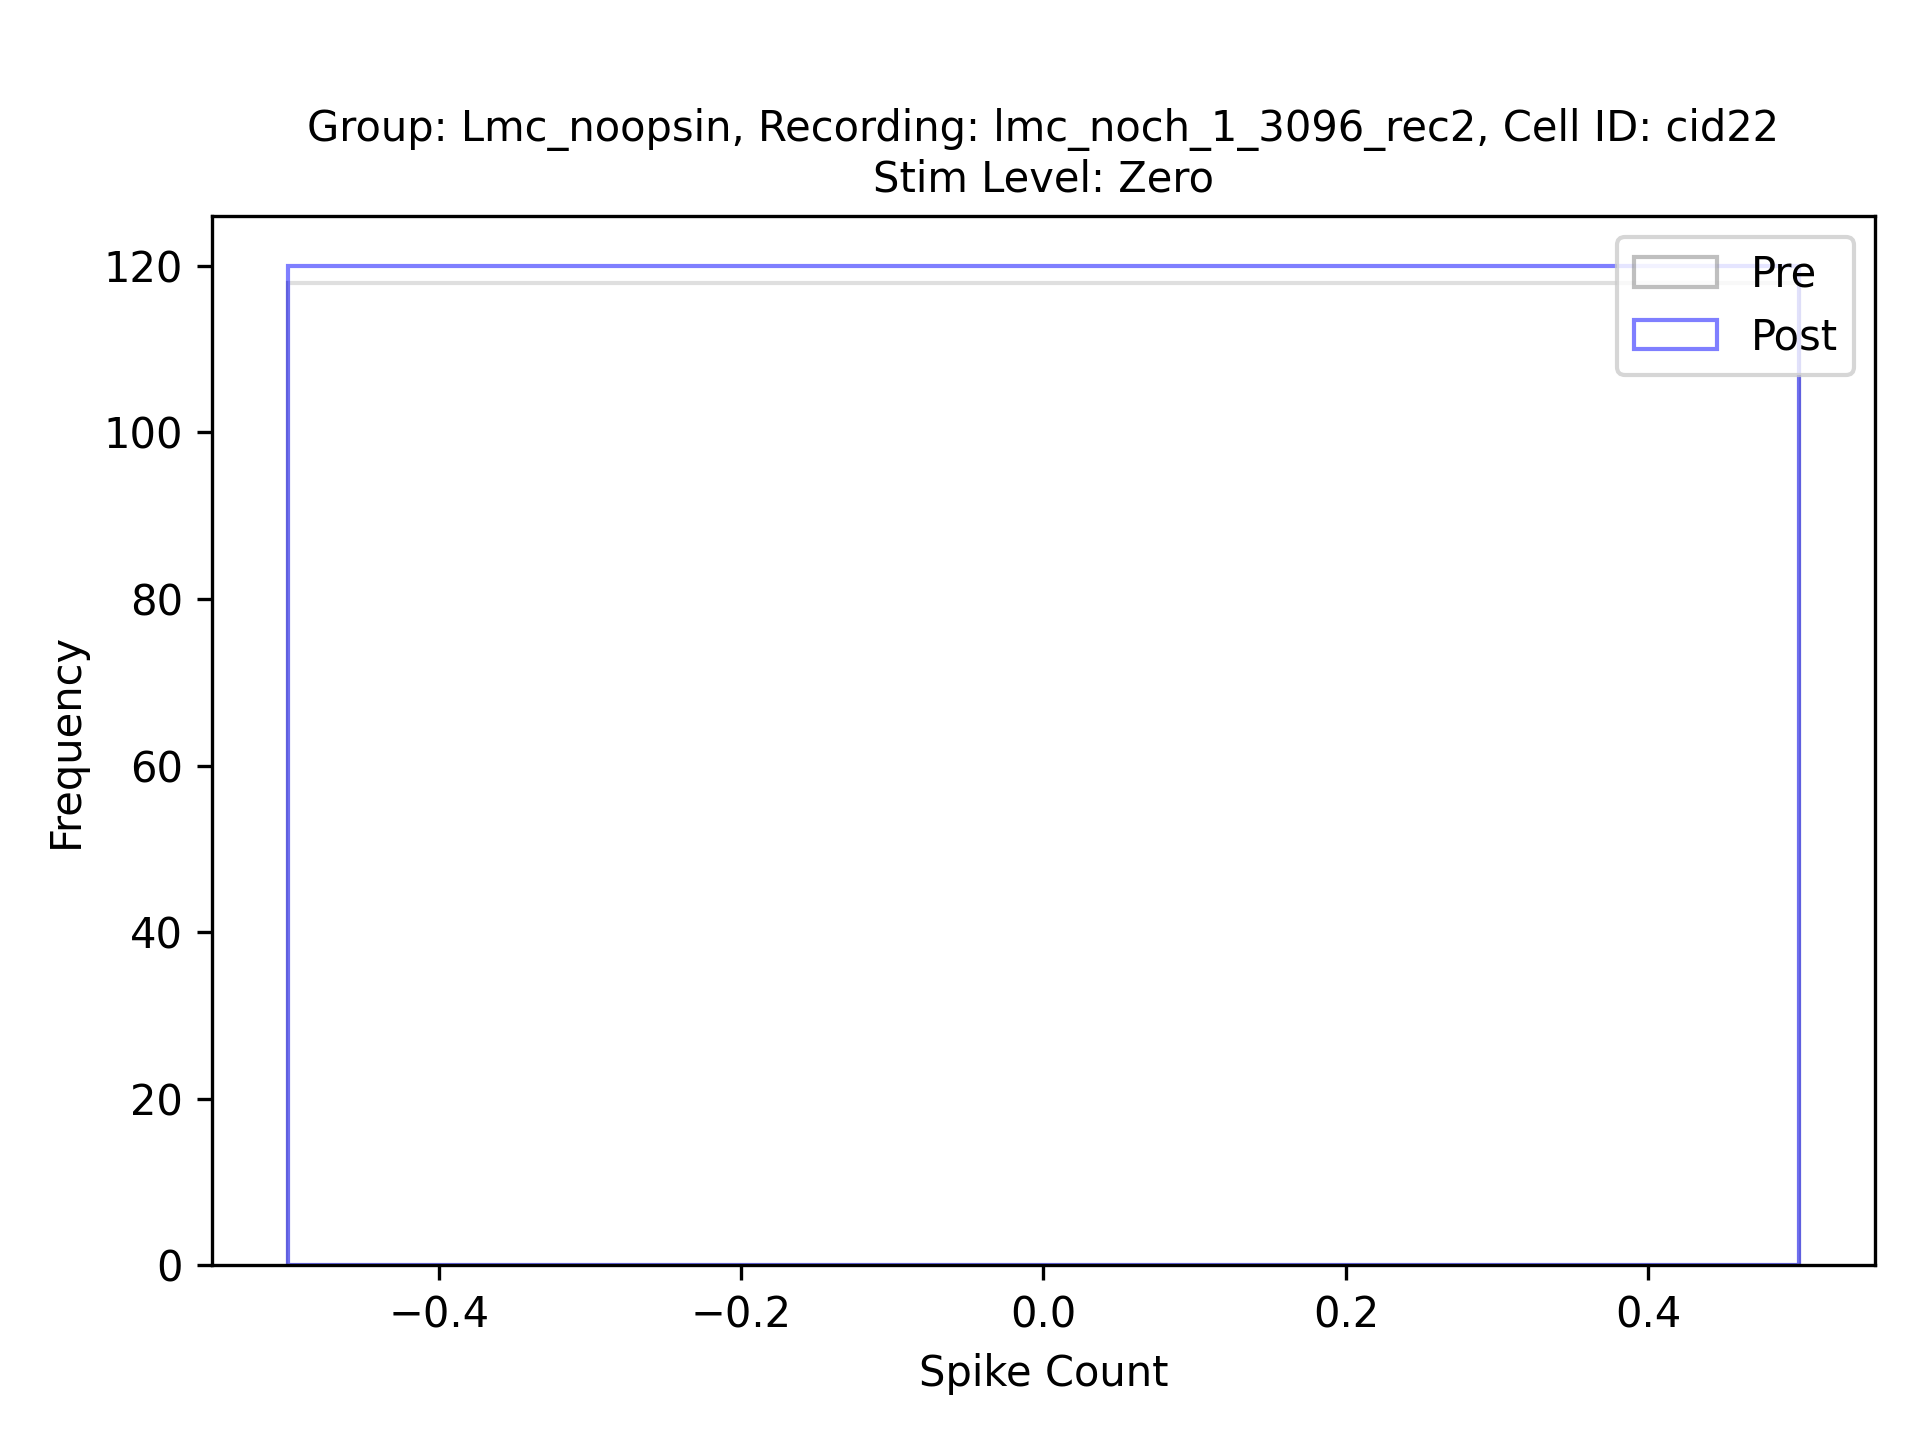 Group: Lmc_noopsin, Recording: lmc_noch_1_3096_rec2, Cell ID: cid22
Stim Level: Zero
Pre
Post
120
100
80
60
40
20
0
Frequency
−0.4
−0.2
0.0
0.2
0.4
Spike Count